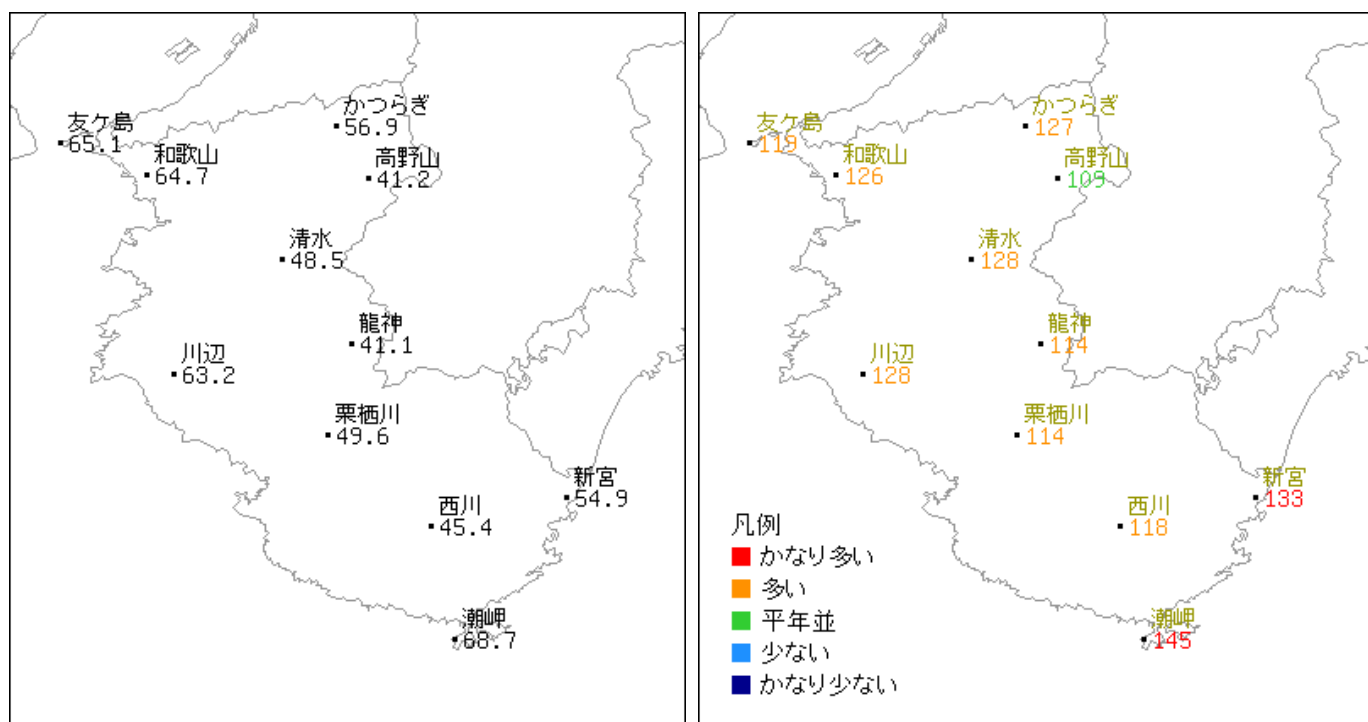 かつらぎ
56.9
友ケ島
65.1
和歌山
64.7
高野山
41.2
清水
48.5
龍神
41.1
川辺
63.2
栗栖川
49.6
新宮
54.9
西川
45.4
潮岬
68.7
かつらぎ
127
友ケ島
119
和歌山
126
高野山
109
清水
128
龍神
114
川辺
128
栗栖川
114
新宮
133
西川
118
潮岬
145
凡例
かなり多い
多い
平年並
少ない
かなり少ない